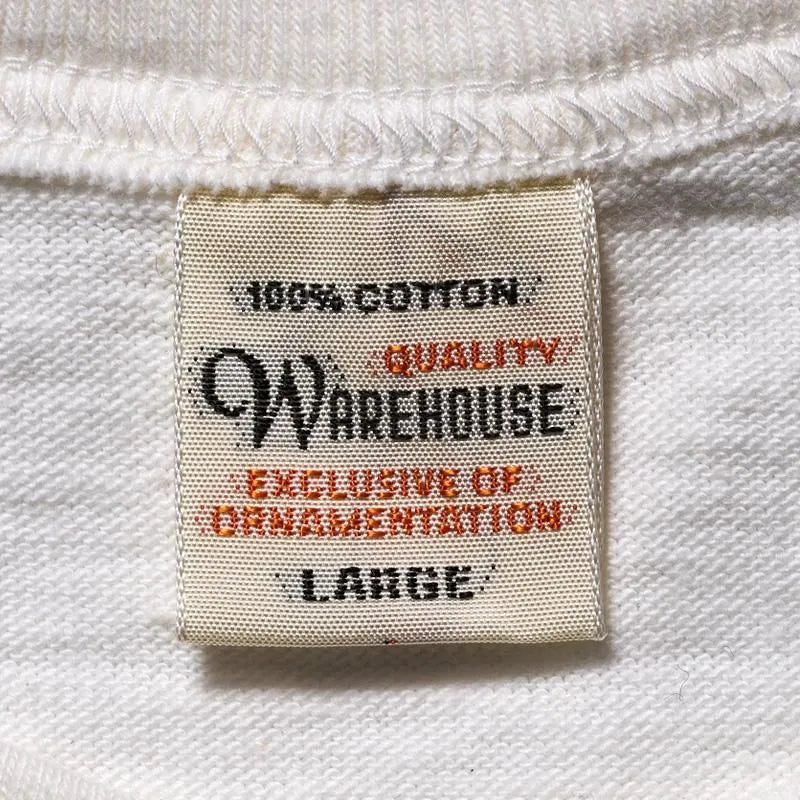 100% COTTON
QUALITY
WAREHOUSE
EXCLUSIVE OF
ORNAMENTATION
LARGE